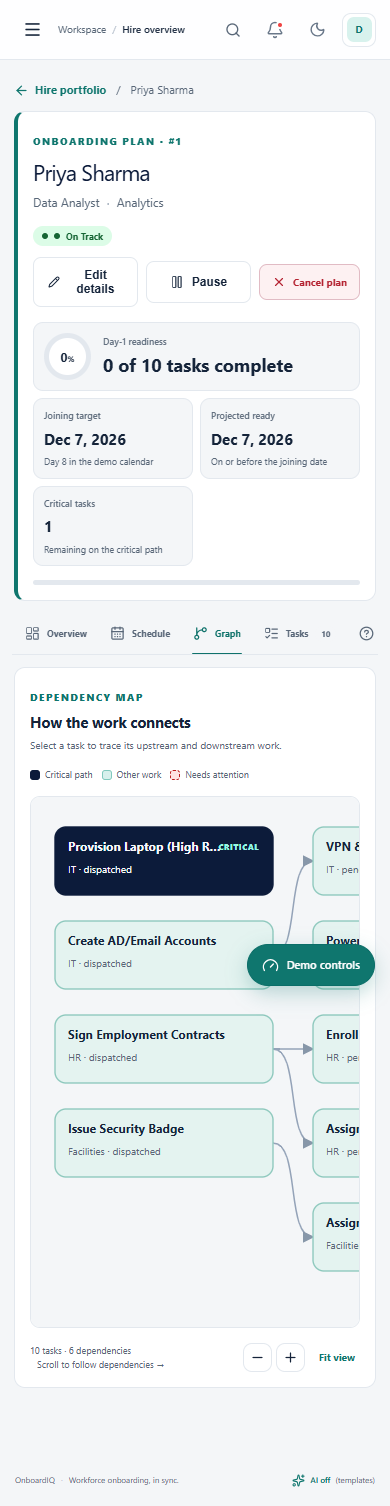 Workspace / Hire overview
D
← Hire portfolio / Priya Sharma
ONBOARDING PLAN · #1
Priya Sharma
Data Analyst · Analytics
On Track
Edit details
Pause
Cancel plan
0%
Day-1 readiness
0 of 10 tasks complete
Joining target
Dec 7, 2026
Day 8 in the demo calendar
Projected ready
Dec 7, 2026
On or before the joining date
Critical tasks
1
Remaining on the critical path
Overview Schedule Graph Tasks 10
DEPENDENCY MAP
How the work connects
Select a task to trace its upstream and downstream work.
Critical path Other work Needs attention
Provision Laptop (High R... CRITICAL
IT · dispatched
VPN &
IT · pen
Create AD/Email Accounts
IT · dispatched
Power
Demo controls
Sign Employment Contracts
HR · dispatched
Enroll
HR · pe
Issue Security Badge
Facilities · dispatched
Assign
HR · pe
Assign
Facilitie
10 tasks · 6 dependencies
Scroll to follow dependencies →
− + Fit view
OnboardIQ · Workforce onboarding, in sync.
AI off (templates)